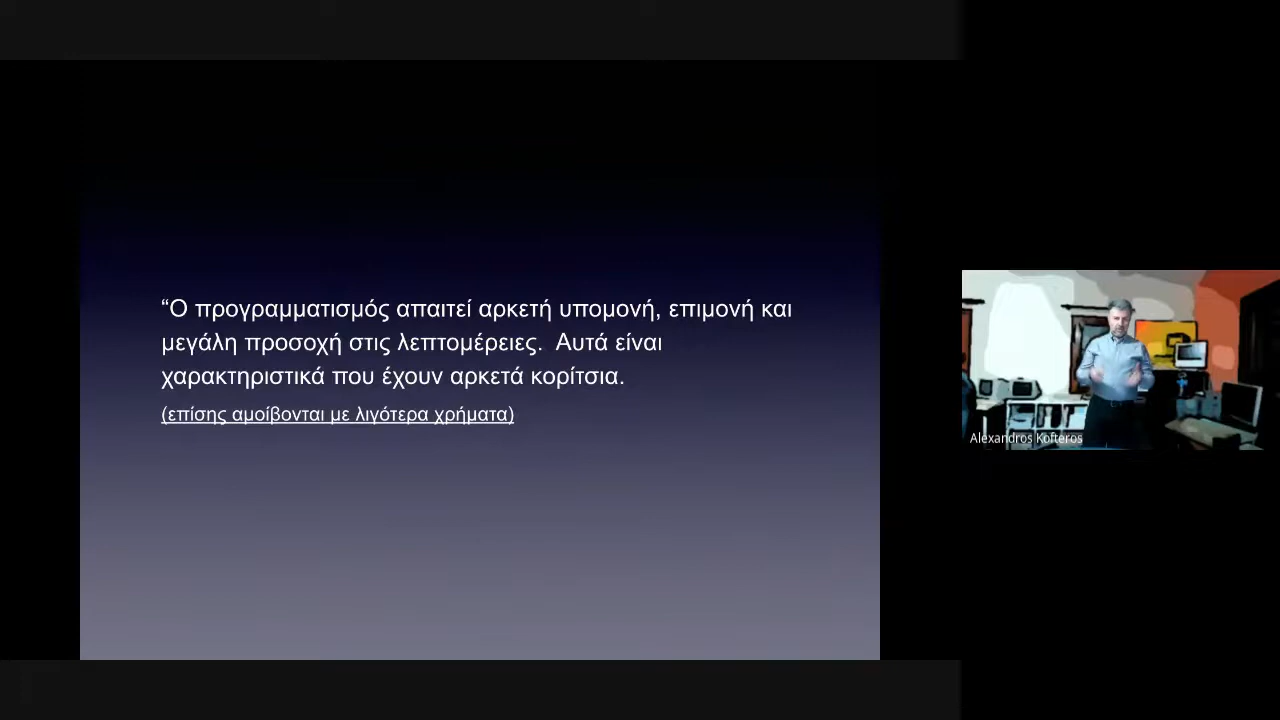 “Ο προγραμματισμός απαιτεί αρκετή υπομονή, επιμονή και
μεγάλη προσοχή στις λεπτομέρειες.  Αυτά είναι
χαρακτηριστικά που έχουν αρκετά κορίτσια.
(επίσης αμοίβονται με λιγότερα χρήματα)
Alexandros Kofteros